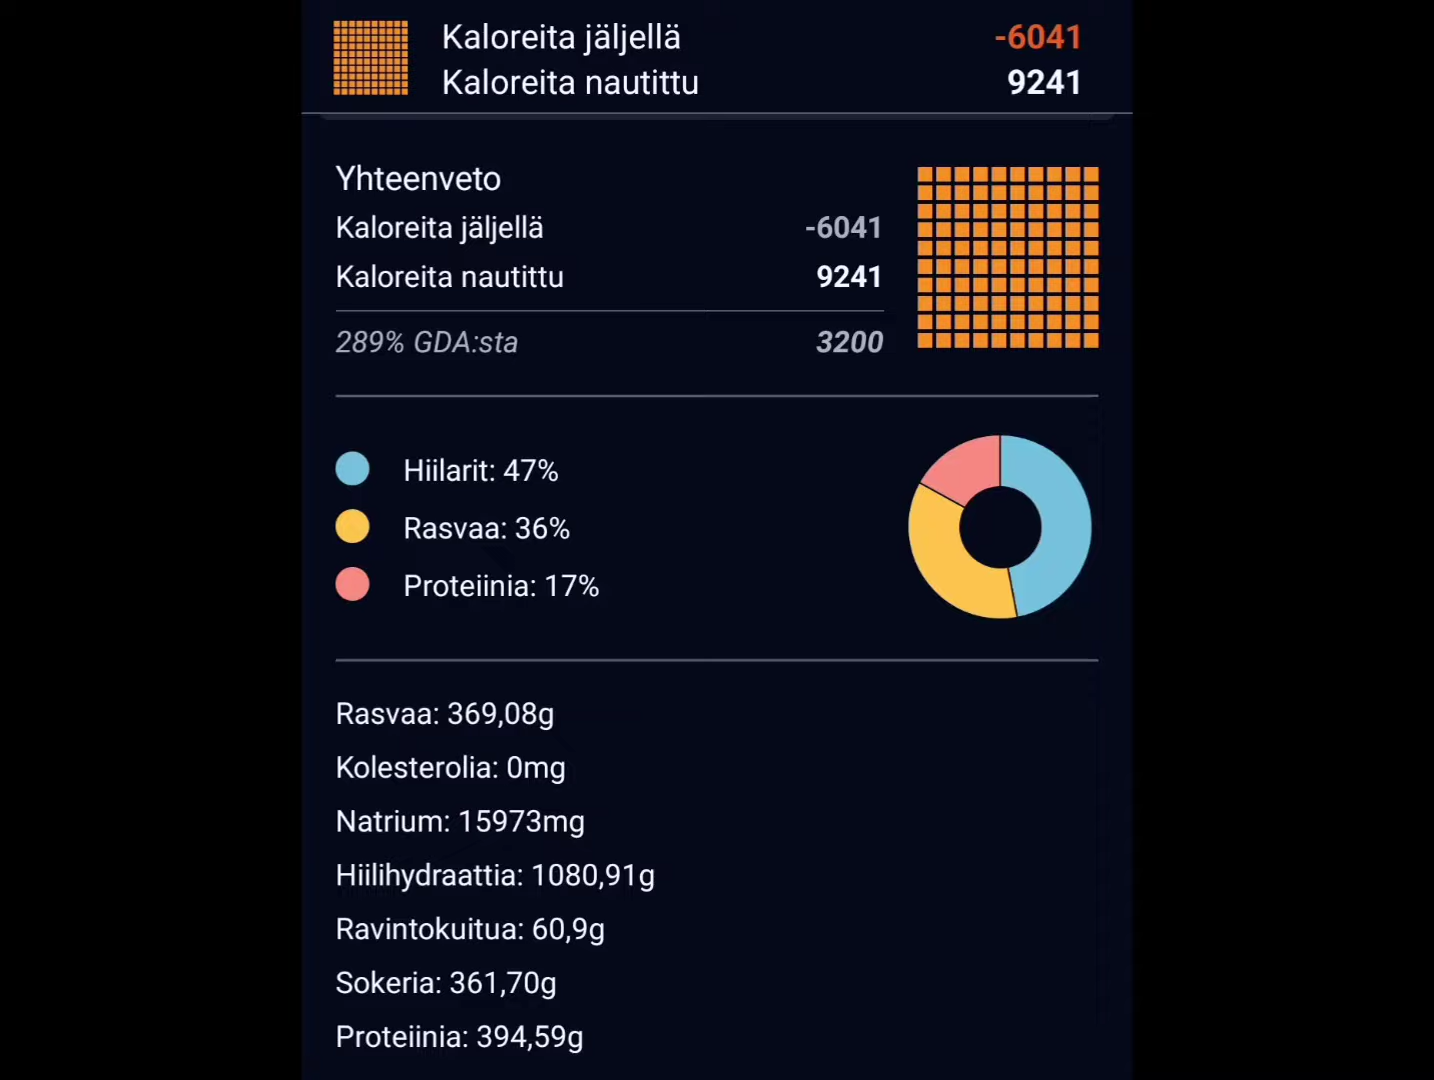 Kaloreita jäljellä -6041
Kaloreita nautittu 9241
Yhteenveto
Kaloreita jäljellä -6041
Kaloreita nautittu 9241
289% GDA:sta 3200
Hiilarit: 47%
Rasvaa: 36%
Proteiinia: 17%
Rasvaa: 369,08g
Kolesterolia: 0mg
Natrium: 15973mg
Hiilihydraattia: 1080,91g
Ravintokuitua: 60,9g
Sokeria: 361,70g
Proteiinia: 394,59g